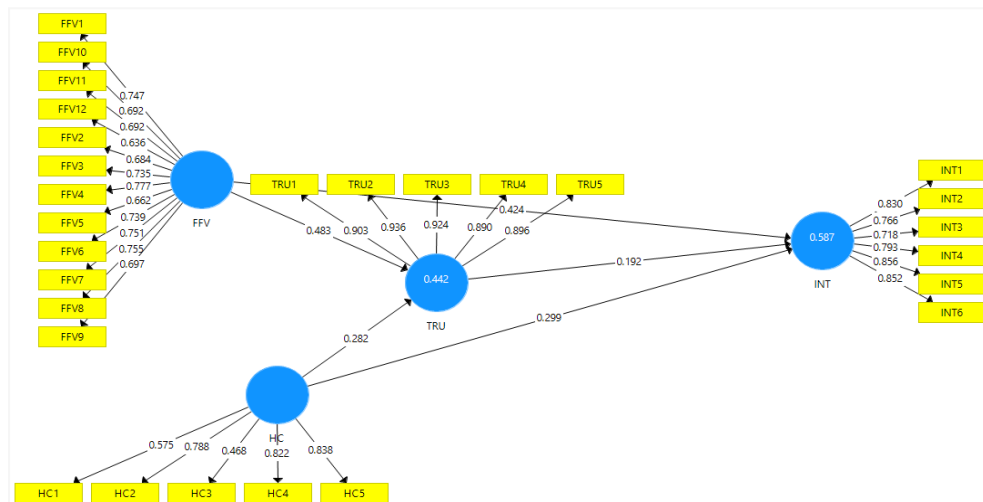 FFV1
FFV10
FFV11
FFV12
FFV2
FFV3
FFV4
FFV5
FFV6
FFV7
FFV8
FFV9
0.747
0.692
0.692
0.636
0.684
0.735
0.777
0.662
0.739
0.751
0.755
0.697
FFV
TRU1
TRU2
TRU3
TRU4
TRU5
0.903
0.936
0.924
0.890
0.896
0.424
0.483
0.442
TRU
0.192
0.299
0.282
0.587
INT
0.830
0.766
0.718
0.793
0.856
0.852
INT1
INT2
INT3
INT4
INT5
INT6
HC
0.575
0.788
0.468
0.822
0.838
HC1
HC2
HC3
HC4
HC5